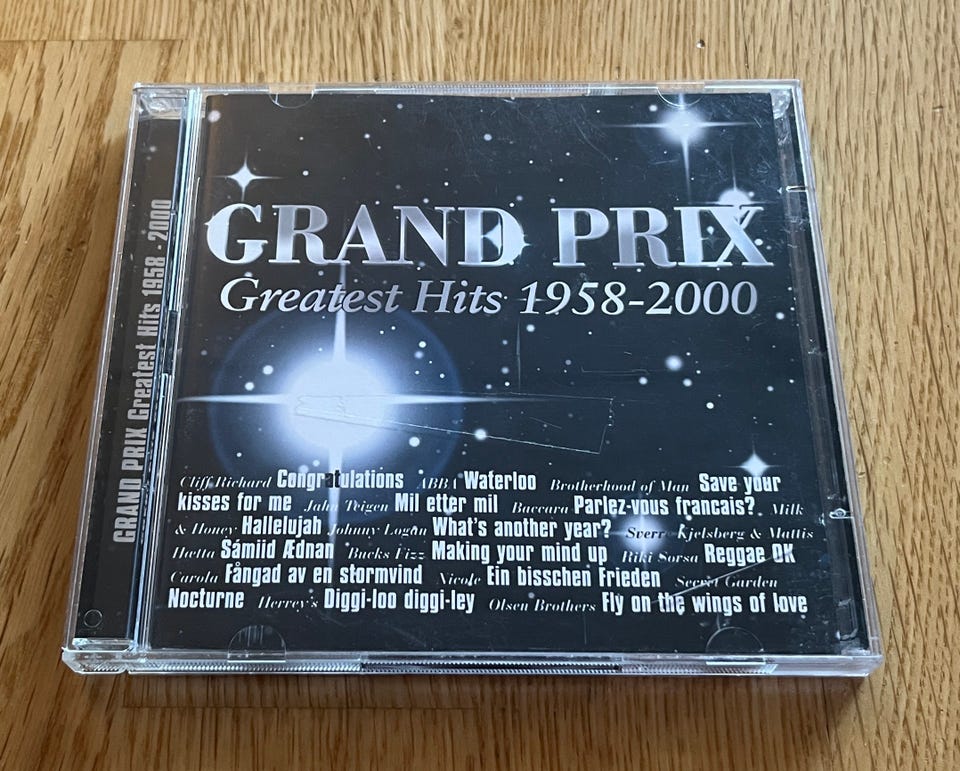 GRAND PRIX Greatest Hits 1958 - 2000
GRAND PRIX
Greatest Hits 1958-2000
Cliff Richard Congratulations ABBA Waterloo Brotherhood of Man Save your
kisses for me Jahn Teigen Mil etter mil Baccara Parlez-vous francais? Milk
& Honey Hallelujah Johnny Logan What's another year? Sverre Kjelsberg & Mattis
Hætta Sámiid Ædnan Bucks Fizz Making your mind up Riki Sorsa Reggae OK
Carola Fångad av en stormvind Nicole Ein bisschen Frieden Secret Garden
Nocturne Herrey's Diggi-loo diggi-ley Olsen Brothers Fly on the wings of love